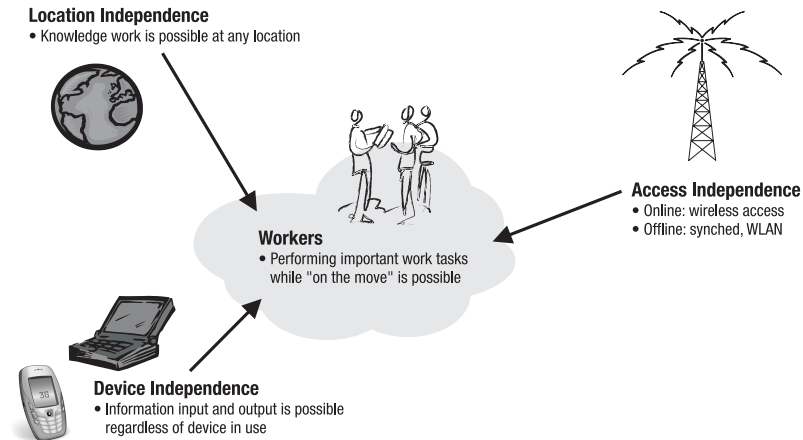 Location Independence
• Knowledge work is possible at any location
Access Independence
• Online: wireless access
• Offline: synched, WLAN
Workers
• Performing important work tasks
while "on the move" is possible
Device Independence
• Information input and output is possible
regardless of device in use
3G